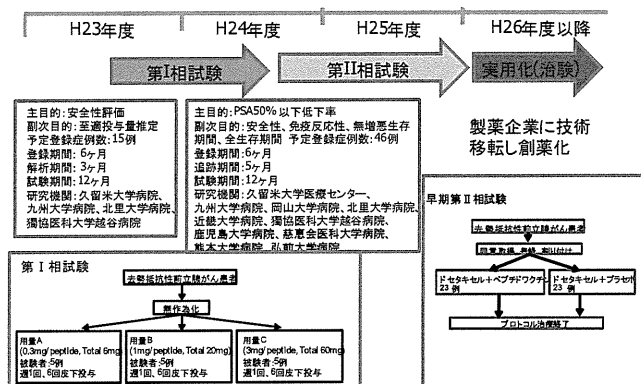 H23年度
H24年度
H25年度
H26年度以降
第I相試験
第II相試験
実用化(治験)
主目的:安全性評価
副次目的:至適投与量推定
予定登録症例数:15例
登録期間:6ヶ月
解析期間:3ヶ月
試験期間:12ヶ月
研究機関:久留米大学病院、
九州大学病院、北里大学病院、
獨協医科大学越谷病院
主目的:PSA50%以下低下率
副次目的:安全性、免疫反応性、無増悪生存
期間、全生存期間 予定登録症例数:46例
登録期間:6ヶ月
追跡期間:5ヶ月
試験期間:12ヶ月
研究機関:久留米大学医療センター、
九州大学病院、岡山大学病院、北里大学病院、
近畿大学病院、獨協医科大学越谷病院、
鹿児島大学病院、慈恵会医科大学病院、
熊本大学病院、弘前大学病院
製薬企業に技術
移転し創薬化
第Ⅰ相試験
去勢抵抗性前立腺がん患者
無作為化
用量A
(0.3mg/peptide, Total 6mg)
被験者:5例
週1回、6回皮下投与
用量B
(1mg/peptide, Total 20mg)
被験者:5例
週1回、6回皮下投与
用量C
(3mg/peptide, Total 60mg)
被験者:5例
週1回、6回皮下投与
早期第Ⅱ相試験
去勢抵抗性前立腺がん患者
同意取得、登録、割り付け
ドセタキセル+ペプチドワクチン
23例
ドセタキセル+プラセボ
23例
プロトコル治療終了